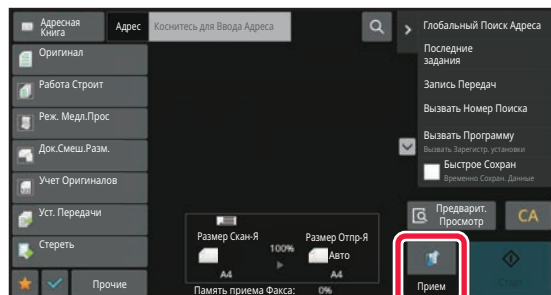 Адресная
Книга
Адрес
Коснитесь для Ввода Адреса
Оригинал
Работа Строит
Реж. Медл.Прос
Док.Смеш.Разм.
Учет Оригиналов
Уст. Передачи
Стереть
Прочие
Размер Скан-Я
100%
Размер Отпр-Я
Авто
A4
A4
Память приема Факса:
0%
Глобальный Поиск Адреса
Последние
задания
Запись Передач
Вызвать Номер Поиска
Вызвать Программу
Вызвать Зарегистр. установки
Быстрое Сохран
Временно Сохран. Данные
Предварит.
Просмотр
CA
Прием
Старт